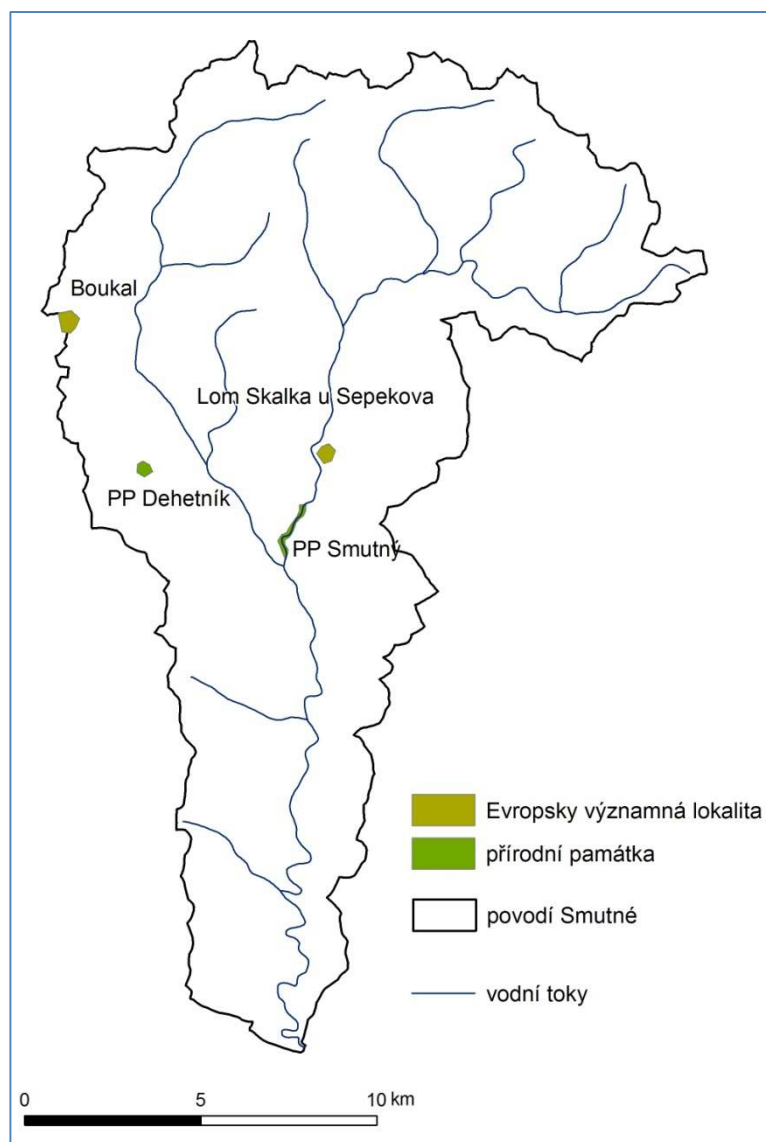 Boukal
Lom Skalka u Sepekova
PP Dehetník
PP Smutný
Evropsky významná lokalita
přírodní památka
povodí Smutné
vodní toky
0 5 10 km